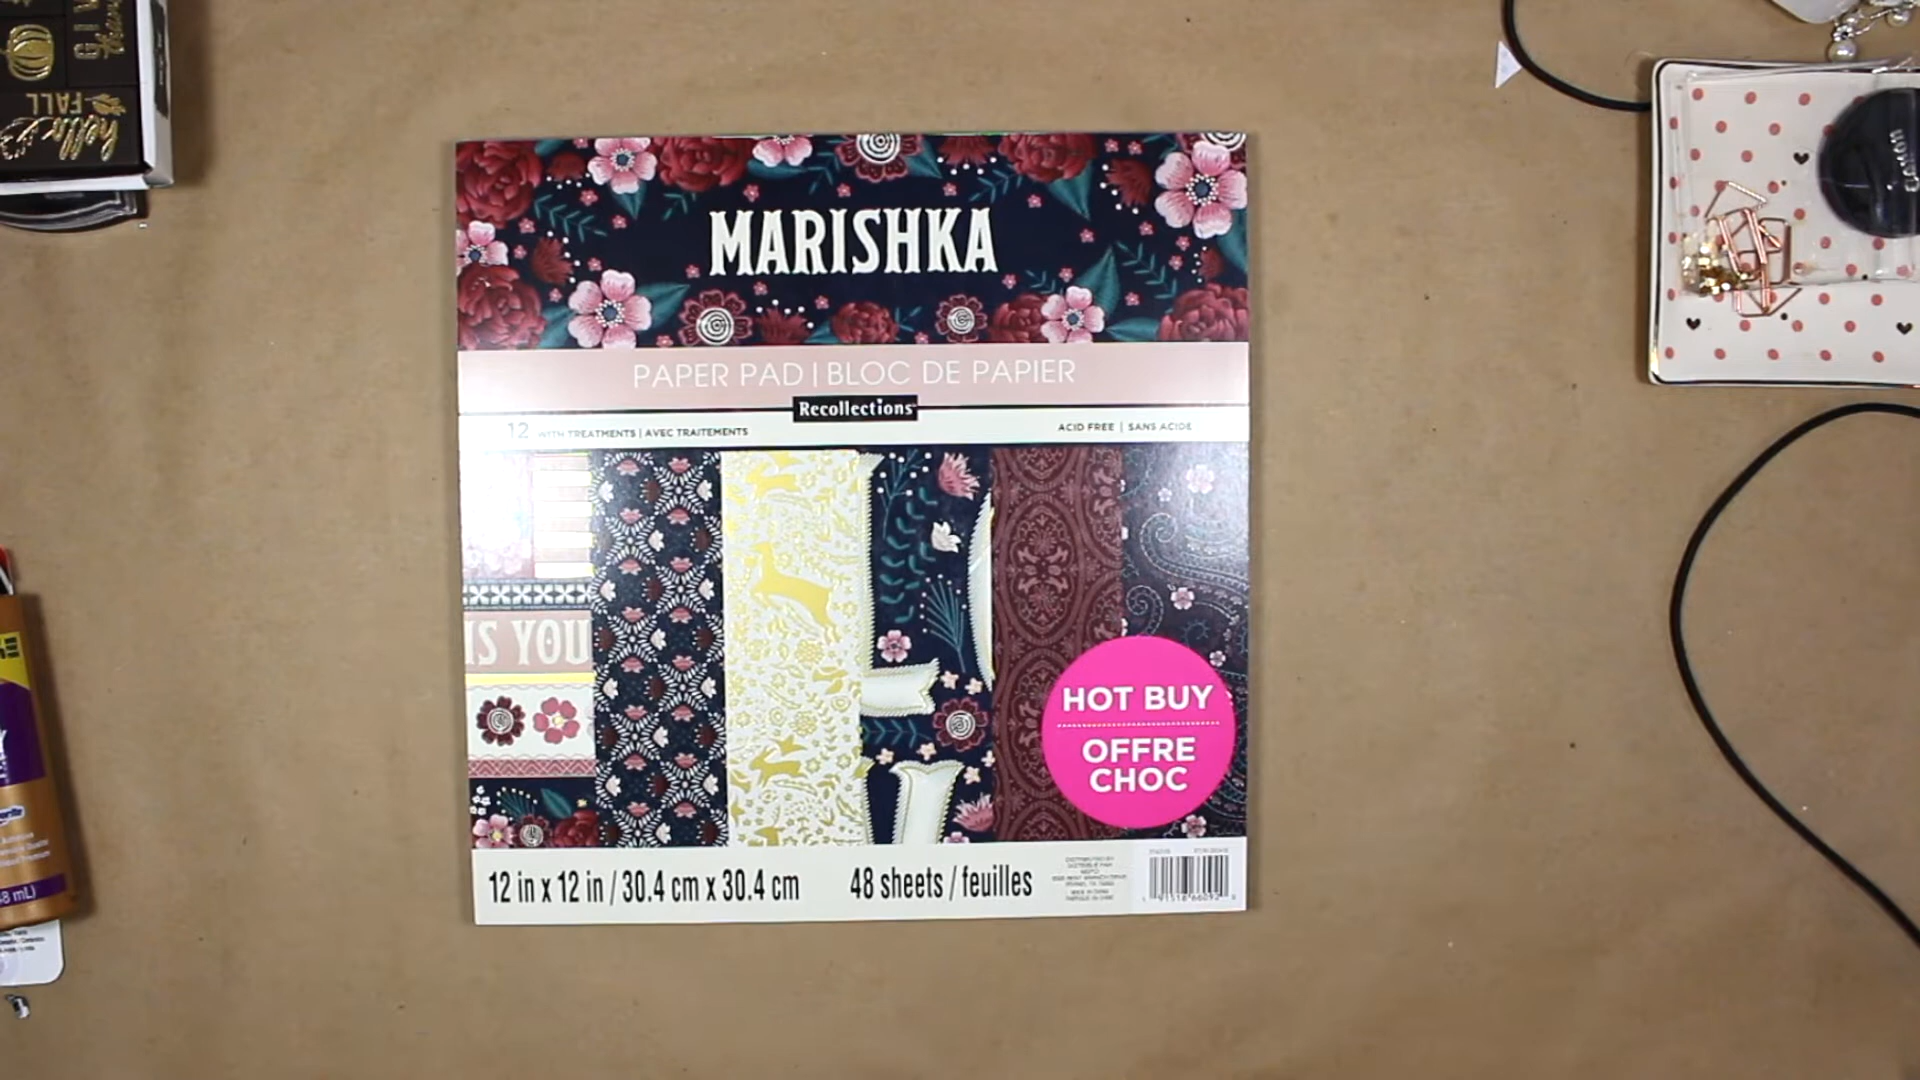 hello
FALL
MARISHKA
PAPER PAD | BLOC DE PAPIER
Recollections
12 WITH TREATMENTS | AVEC TRAITEMENTS
ACID FREE | SANS ACIDE
IS YOU
HOT BUY
OFFRE
CHOC
12 in x 12 in / 30.4 cm x 30.4 cm
48 sheets / feuilles
Canon